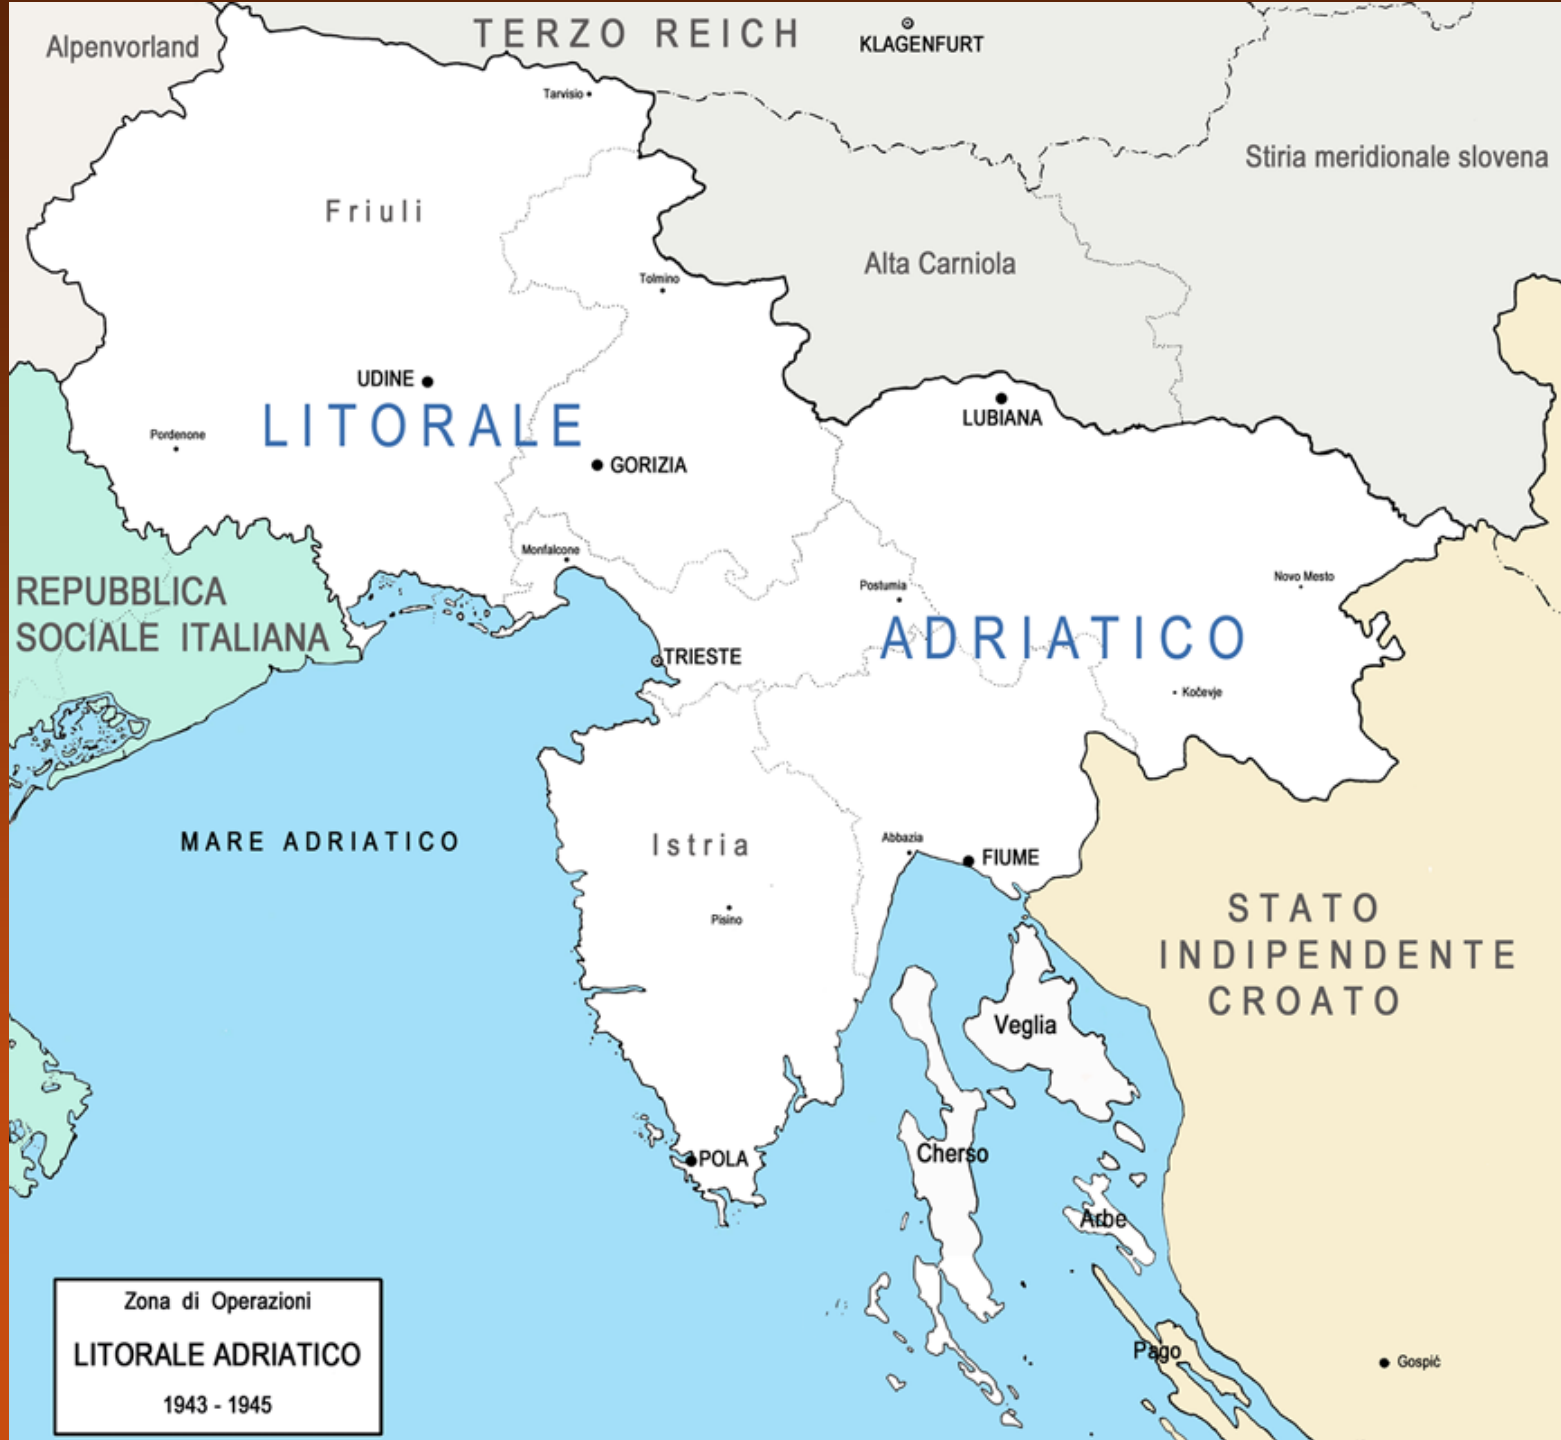 Alpenvorland
TERZO REICH
KLAGENFURT
Tarvisio
Stiria meridionale slovena
Friuli
Alta Carniola
Tolmino
UDINE
LUBIANA
LITORALE
Pordenone
GORIZIA
Monfalcone
Postumia
Novo Mesto
REPUBBLICA
SOCIALE ITALIANA
ADRIATICO
TRIESTE
Kočevje
MARE ADRIATICO
Istria
Abbazia
FIUME
Pisino
STATO
INDIPENDENTE
CROATO
Veglia
POLA
Cherso
Arbe
Pago
Gospić
Zona di Operazioni
LITORALE ADRIATICO
1943 - 1945